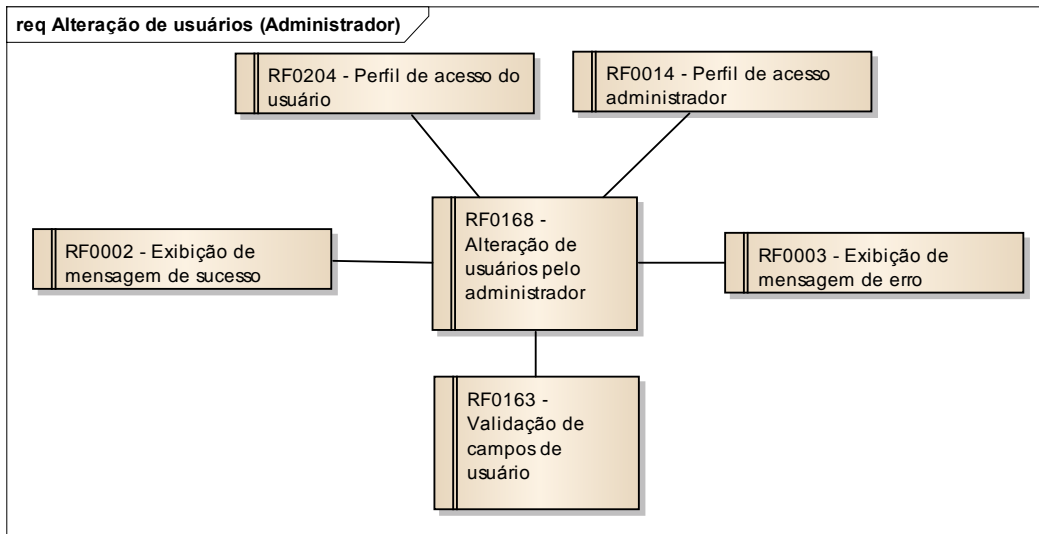 req Alteração de usuários (Administrador)
RF0204 - Perfil de acesso do
usuário
RF0014 - Perfil de acesso
administrador
RF0002 - Exibição de
mensagem de sucesso
RF0168 -
Alteração de
usuários pelo
administrador
RF0003 - Exibição de
mensagem de erro
RF0163 -
Validação de
campos de
usuário